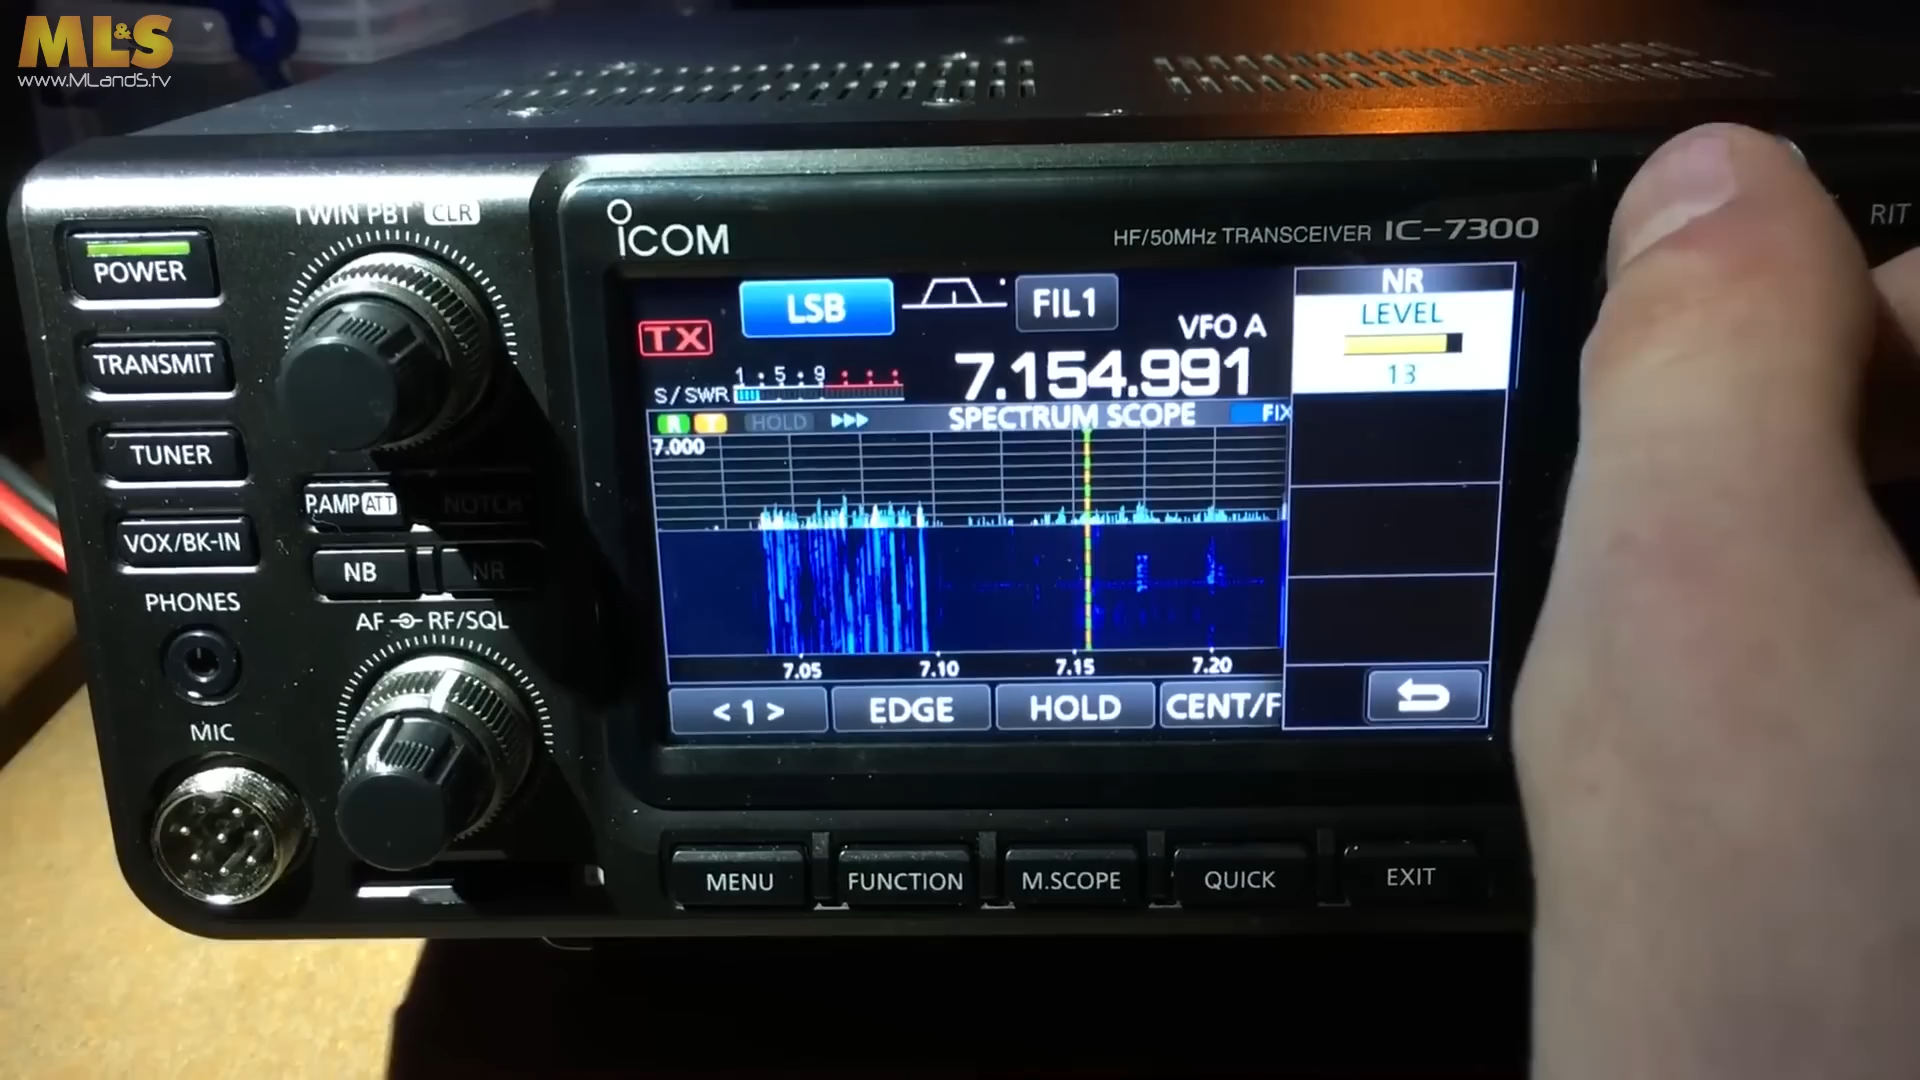 ML&S
www.MLandS.tv
TWIN PBT CLR
POWER
TRANSMIT
TUNER
VOX/BK-IN
PHONES
MIC
P.AMP ATT
NOTCH
NB
NR
AF RF/SQL
ICOM
HF/50MHz TRANSCEIVER IC-7300
RIT
TX
LSB
FIL1
VFO A
7.154.991
S/SWR
1 : 5 : 9
N T HOLD SPECTRUM SCOPE FIX
7.000
7.05 7.10 7.15 7.20
<1> EDGE HOLD CENT/F
NR
LEVEL
13
MENU
FUNCTION
M.SCOPE
QUICK
EXIT